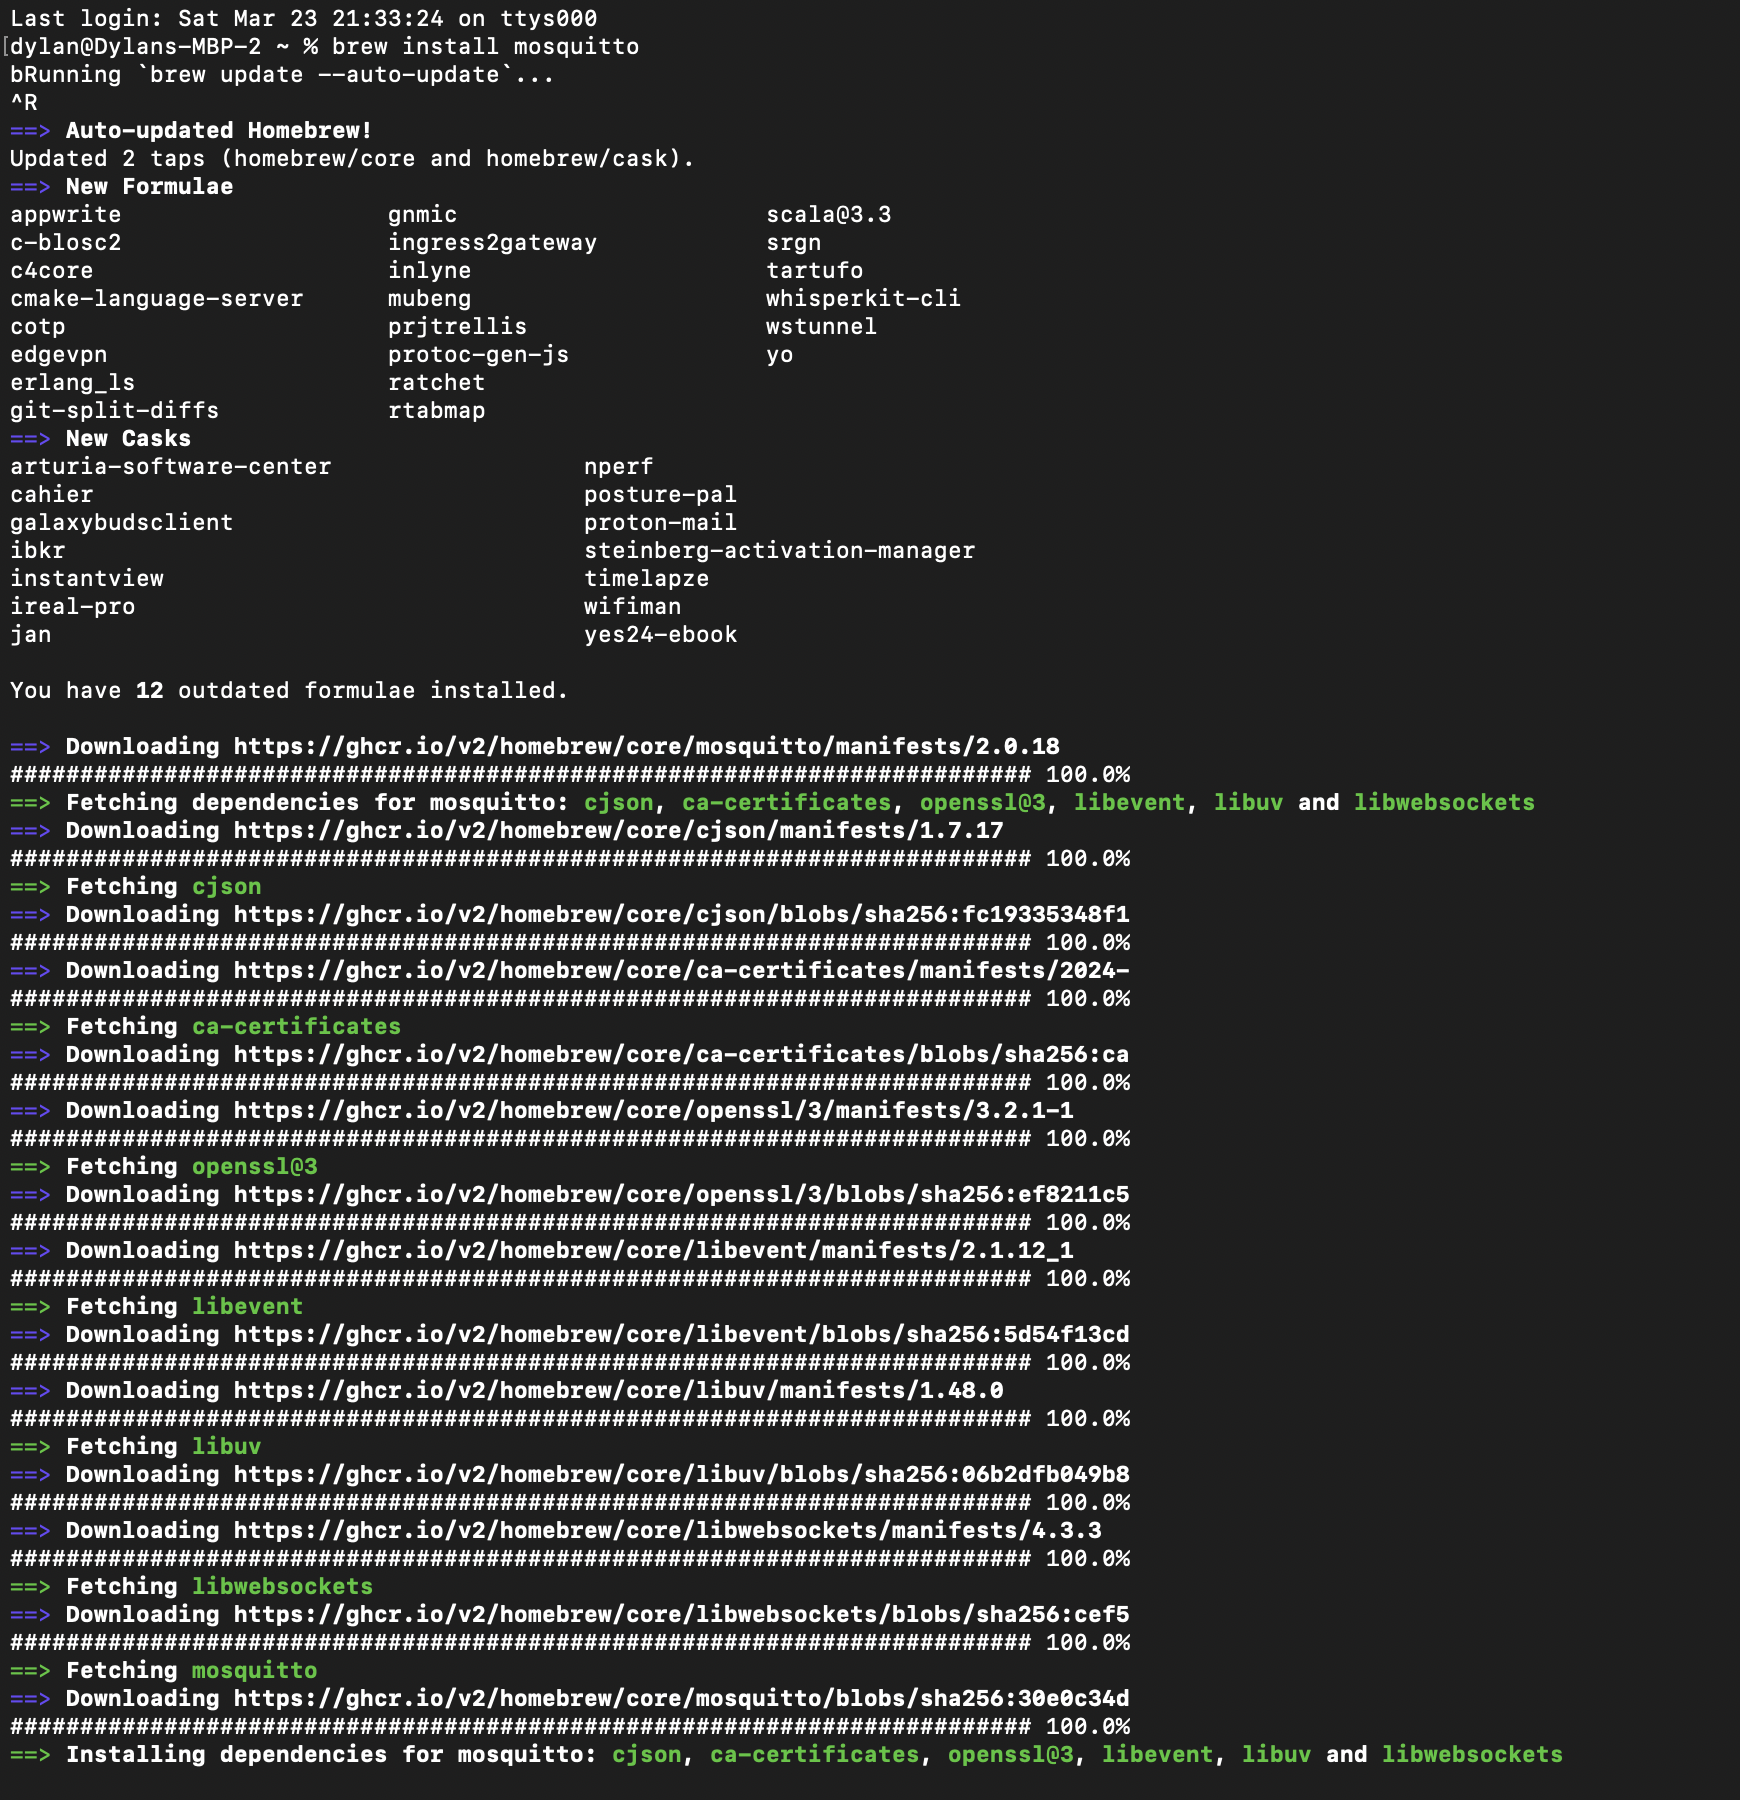 Last login: Sat Mar 23 21:33:24 on ttys000
[dylan@Dylans-MBP-2 ~ % brew install mosquitto
bRunning `brew update --auto-update`...
^R
==> Auto-updated Homebrew!
Updated 2 taps (homebrew/core and homebrew/cask).
==> New Formulae
appwrite gnmic scala@3.3
c-blosc2 ingress2gateway srgn
c4core inlyne tartufo
cmake-language-server mubeng whisperkit-cli
cotp prjtrellis wstunnel
edgevpn protoc-gen-js yo
erlang_ls ratchet
git-split-diffs rtabmap
==> New Casks
arturia-software-center nperf
cahier posture-pal
galaxybudsclient proton-mail
ibkr steinberg-activation-manager
instantview timelapze
ireal-pro wifiman
jan yes24-ebook
You have 12 outdated formulae installed.
==> Downloading https://ghcr.io/v2/homebrew/core/mosquitto/manifests/2.0.18
######################################################################### 100.0%
==> Fetching dependencies for mosquitto: cjson, ca-certificates, openssl@3, libevent, libuv and libwebsockets
==> Downloading https://ghcr.io/v2/homebrew/core/cjson/manifests/1.7.17
######################################################################### 100.0%
==> Fetching cjson
==> Downloading https://ghcr.io/v2/homebrew/core/cjson/blobs/sha256:fc19335348f1
######################################################################### 100.0%
==> Downloading https://ghcr.io/v2/homebrew/core/ca-certificates/manifests/2024-
######################################################################### 100.0%
==> Fetching ca-certificates
==> Downloading https://ghcr.io/v2/homebrew/core/ca-certificates/blobs/sha256:ca
######################################################################### 100.0%
==> Downloading https://ghcr.io/v2/homebrew/core/openssl/3/manifests/3.2.1-1
######################################################################### 100.0%
==> Fetching openssl@3
==> Downloading https://ghcr.io/v2/homebrew/core/openssl/3/blobs/sha256:ef8211c5
######################################################################### 100.0%
==> Downloading https://ghcr.io/v2/homebrew/core/libevent/manifests/2.1.12_1
######################################################################### 100.0%
==> Fetching libevent
==> Downloading https://ghcr.io/v2/homebrew/core/libevent/blobs/sha256:5d54f13cd
######################################################################### 100.0%
==> Downloading https://ghcr.io/v2/homebrew/core/libuv/manifests/1.48.0
######################################################################### 100.0%
==> Fetching libuv
==> Downloading https://ghcr.io/v2/homebrew/core/libuv/blobs/sha256:06b2dfb049b8
######################################################################### 100.0%
==> Downloading https://ghcr.io/v2/homebrew/core/libwebsockets/manifests/4.3.3
######################################################################### 100.0%
==> Fetching libwebsockets
==> Downloading https://ghcr.io/v2/homebrew/core/libwebsockets/blobs/sha256:cef5
######################################################################### 100.0%
==> Fetching mosquitto
==> Downloading https://ghcr.io/v2/homebrew/core/mosquitto/blobs/sha256:30e0c34d
######################################################################### 100.0%
==> Installing dependencies for mosquitto: cjson, ca-certificates, openssl@3, libevent, libuv and libwebsockets